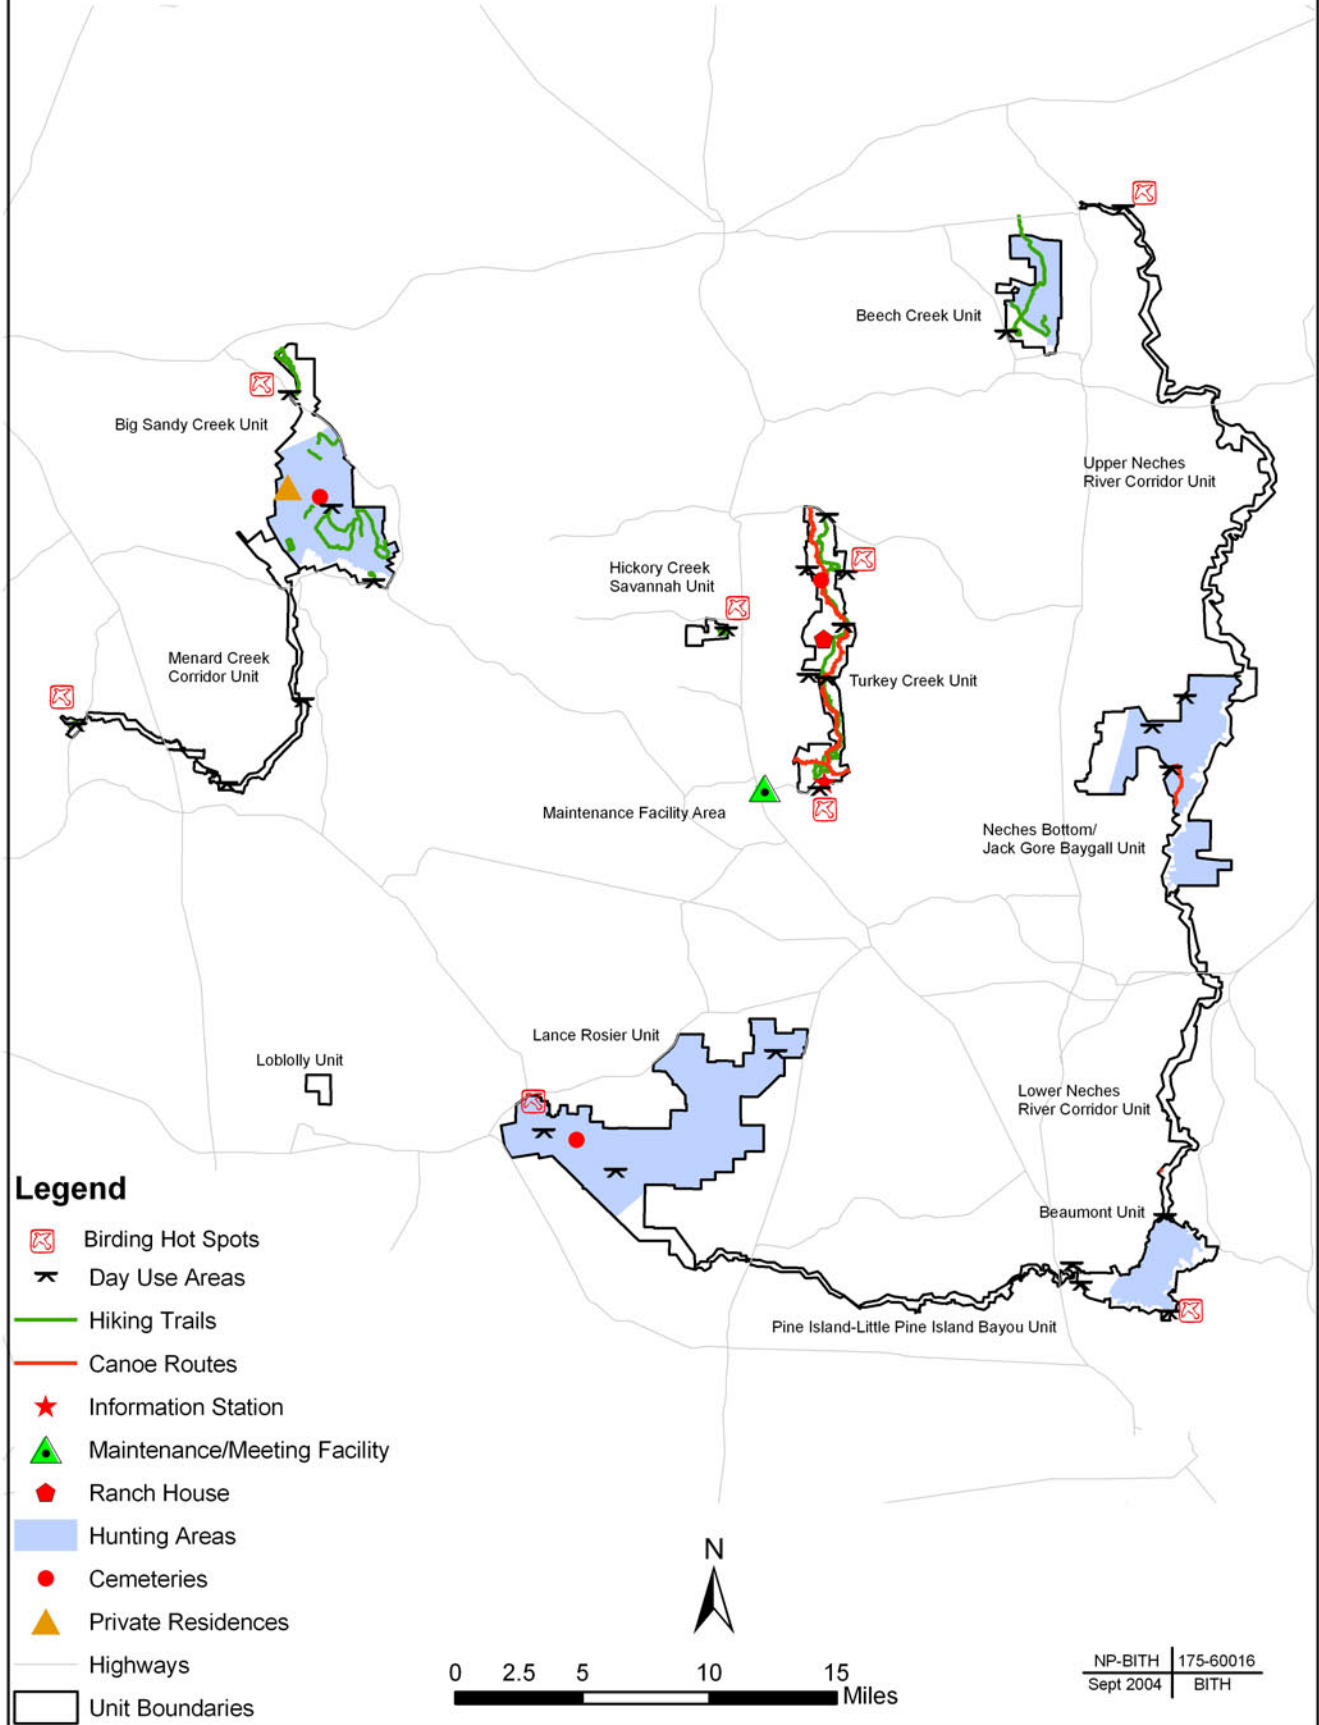 Beech Creek Unit
Big Sandy Creek Unit
Upper Neches
River Corridor Unit
Hickory Creek
Savannah Unit
Menard Creek
Corridor Unit
Turkey Creek Unit
Maintenance Facility Area
Neches Bottom/
Jack Gore Baygall Unit
Lance Rosier Unit
Loblolly Unit
Lower Neches
River Corridor Unit
Beaumont Unit
Pine Island-Little Pine Island Bayou Unit
Legend
Birding Hot Spots
Day Use Areas
Hiking Trails
Canoe Routes
Information Station
Maintenance/Meeting Facility
Ranch House
Hunting Areas
Cemeteries
Private Residences
Highways
Unit Boundaries
N
0 2.5 5 10 15
Miles
NP-BITH 175-60016
Sept 2004 BITH